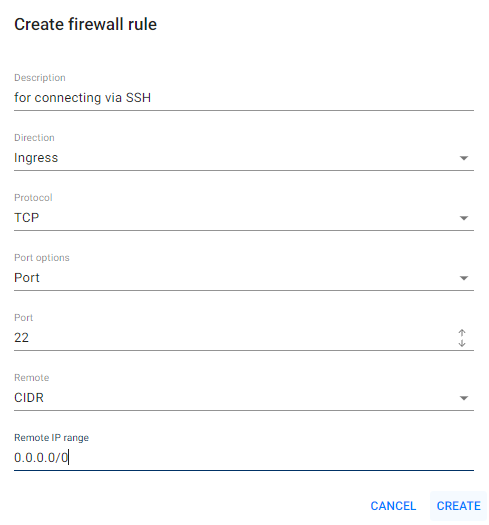 Create firewall rule
Description
for connecting via SSH
Direction
Ingress
Protocol
TCP
Port options
Port
Port
22
Remote
CIDR
Remote IP range
0.0.0.0/0
CANCEL CREATE